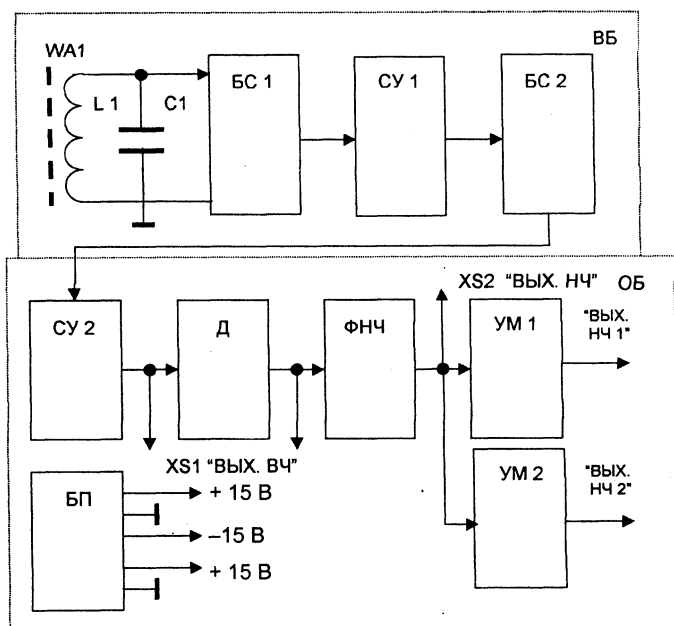 WA1
ВБ
L 1
C1
БС 1
СУ 1
БС 2
XS2 "ВЫХ. НЧ"
ОБ
СУ 2
Д
ФНЧ
УМ 1
"ВЫХ.
НЧ 1"
XS1 "ВЫХ. ВЧ"
БП
+ 15 В
–15 В
+ 15 В
УМ 2
"ВЫХ.
НЧ 2"